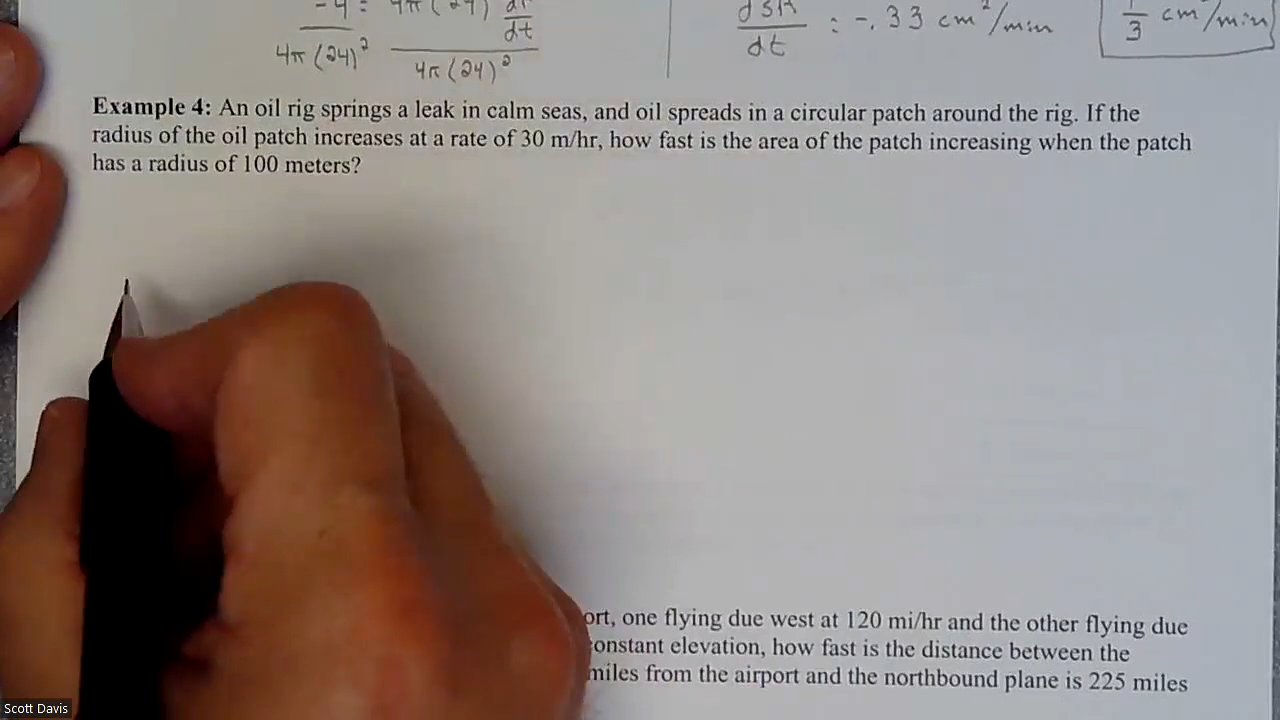 -4 = 4π(24)² dr/dt
4π(24)² 4π(24)²
dSA/dt = -.33 cm²/min
1/3 cm²/min
Example 4: An oil rig springs a leak in calm seas, and oil spreads in a circular patch around the rig. If the
radius of the oil patch increases at a rate of 30 m/hr, how fast is the area of the patch increasing when the patch
has a radius of 100 meters?
ort, one flying due west at 120 mi/hr and the other flying due
onstant elevation, how fast is the distance between the
miles from the airport and the northbound plane is 225 miles
Scott Davis